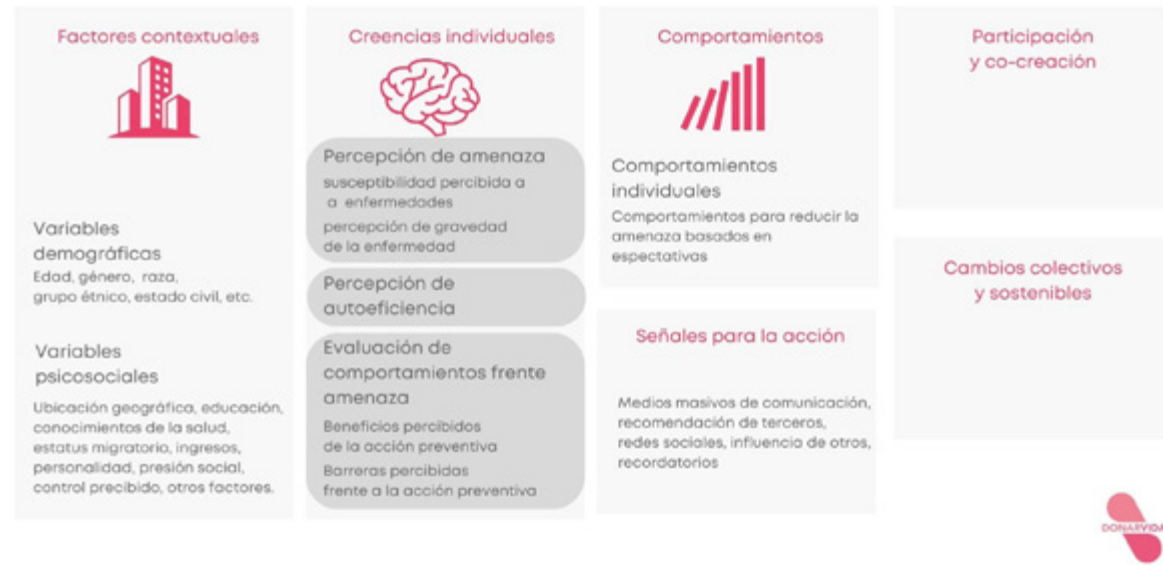 Factores contextuales
Variables
demográficas
Edad, género, raza,
grupo étnico, estado civil, etc.
Variables
psicosociales
Ubicación geográfica, educación,
conocimientos de la salud,
estatus migratorio, ingresos,
personalidad, presión social,
control precibido, otros factores.
Creencias individuales
Percepción de amenaza
susceptibilidad percibida a
a enfermedades
percepción de gravedad
de la enfermedad
Percepción de
autoeficiencia
Evaluación de
comportamientos frente
amenaza
Beneficios percibidos
de la acción preventiva
Barreras percibidas
frente a la acción preventiva
Comportamientos
Comportamientos
individuales
Comportamientos para reducir la
amenaza basados en
espectativas
Señales para la acción
Medios masivos de comunicación,
recomendación de terceros,
redes sociales, influencia de otros,
recordatorios
Participación
y co-creación
Cambios colectivos
y sostenibles
DONARVIDA